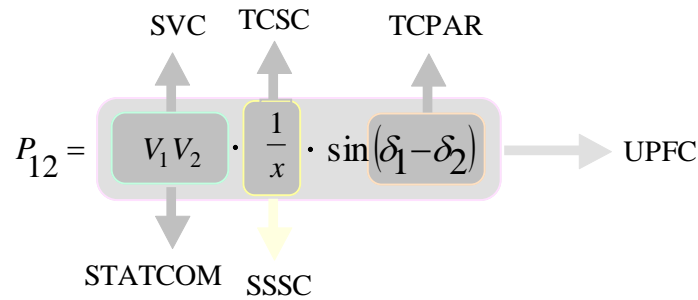 SVC TCSC TCPAR
P12 = V1V2 · 1/x · sin(δ1−δ2) UPFC
STATCOM SSSC